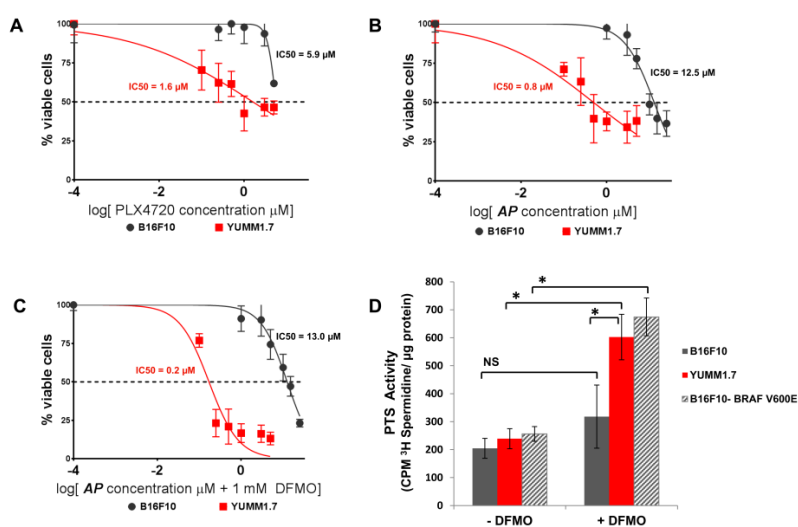 A
% viable cells
100
75
50
25
-4
-2
0
2
IC50 = 5.9 µM
IC50 = 1.6 µM
log[ PLX4720 concentration µM]
B16F10
YUMM1.7
B
% viable cells
100
75
50
25
-4
-2
0
2
IC50 = 0.8 µM
IC50 = 12.5 µM
log[ AP concentration µM]
B16F10
YUMM1.7
C
% viable cells
100
75
50
25
-4
-2
0
2
IC50 = 13.0 µM
IC50 = 0.2 µM
log[ AP concentration µM + 1 mM DFMO]
B16F10
YUMM1.7
D
PTS Activity
(CPM ³H Spermidine/ µg protein)
800
700
600
500
400
300
200
100
0
NS
*
*
*
- DFMO
+ DFMO
B16F10
YUMM1.7
B16F10- BRAF V600E